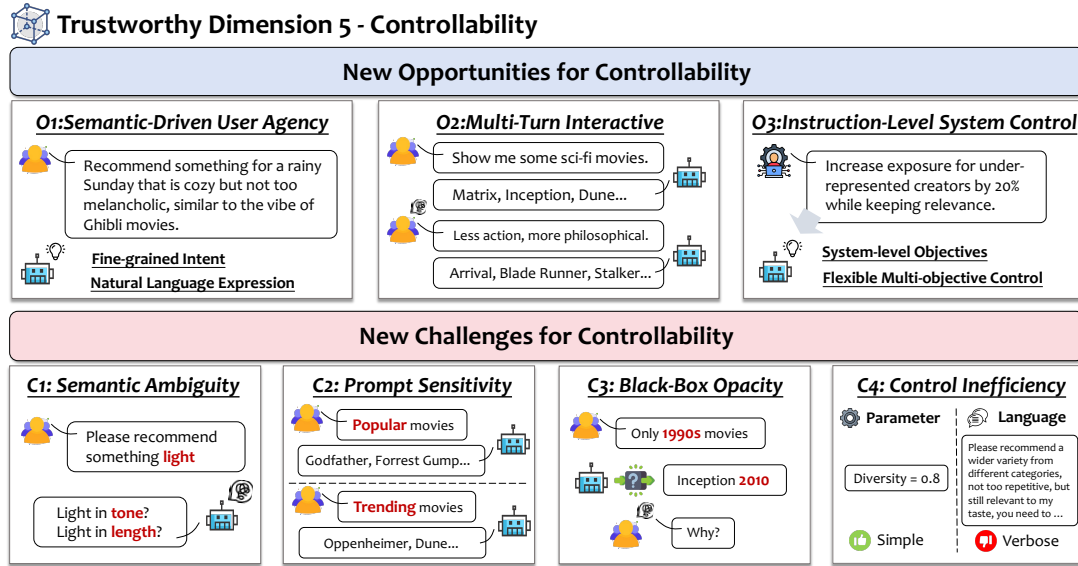 Trustworthy Dimension 5 - Controllability
New Opportunities for Controllability
O1:Semantic-Driven User Agency
Recommend something for a rainy
Sunday that is cozy but not too
melancholic, similar to the vibe of
Ghibli movies.
Fine-grained Intent
Natural Language Expression
O2:Multi-Turn Interactive
Show me some sci-fi movies.
Matrix, Inception, Dune...
Less action, more philosophical.
Arrival, Blade Runner, Stalker...
O3:Instruction-Level System Control
Increase exposure for under-
represented creators by 20%
while keeping relevance.
System-level Objectives
Flexible Multi-objective Control
New Challenges for Controllability
C1: Semantic Ambiguity
Please recommend
something light
Light in tone?
Light in length?
C2: Prompt Sensitivity
Popular movies
Godfather, Forrest Gump...
Trending movies
Oppenheimer, Dune...
C3: Black-Box Opacity
Only 1990s movies
?
Inception 2010
Why?
C4: Control Inefficiency
Parameter
Diversity = 0.8
Simple
Language
Please recommend a
wider variety from
different categories,
not too repetitive, but
still relevant to my
taste, you need to ...
Verbose